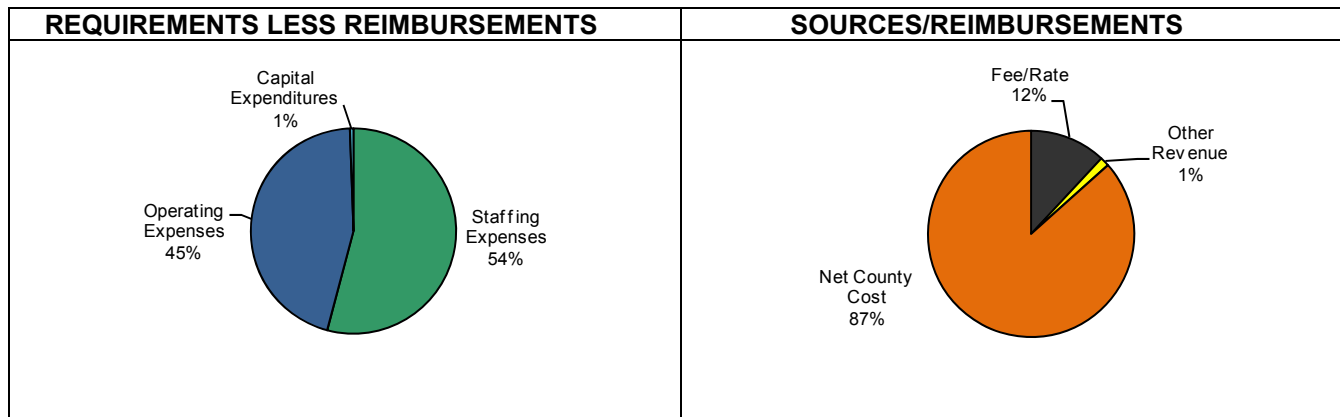 REQUIREMENTS LESS REIMBURSEMENTS
Capital
Expenditures
1%
Operating
Expenses
45%
Staffing
Expenses
54%
SOURCES/REIMBURSEMENTS
Fee/Rate
12%
Other
Revenue
1%
Net County
Cost
87%